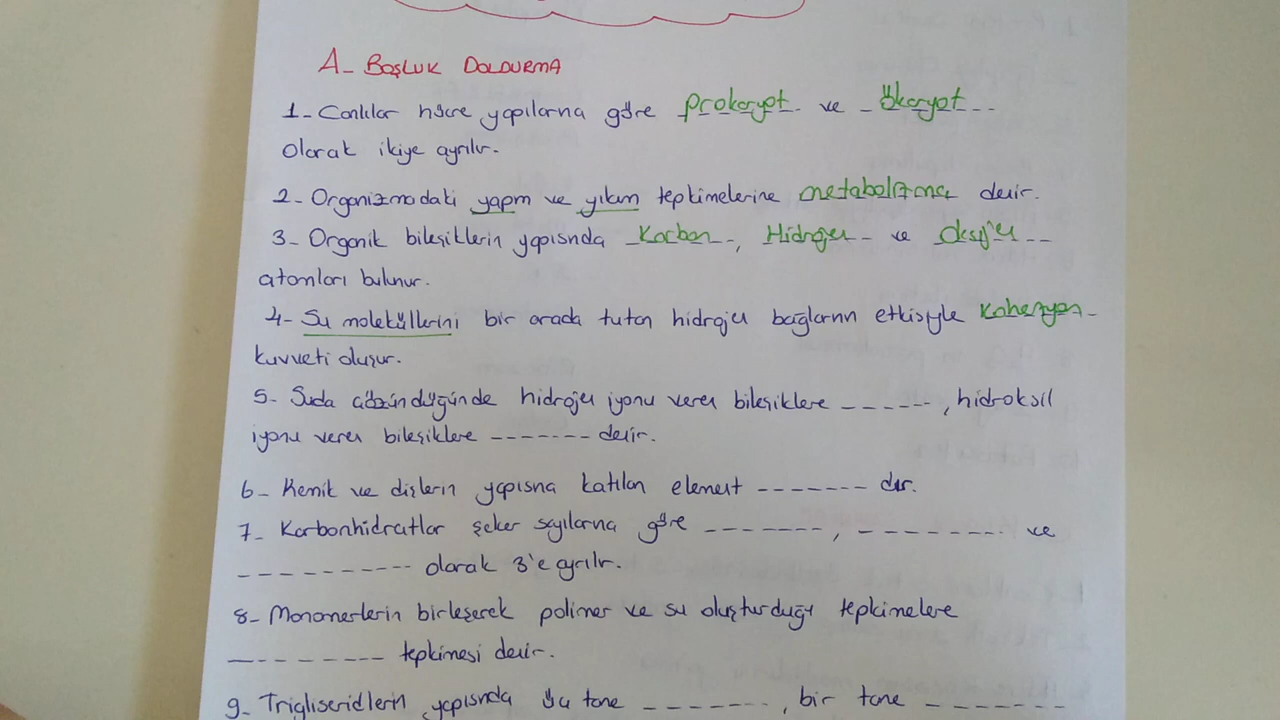 A- BOŞLUK DOLDURMA
1- Canlılar hücre yapılarına göre prokaryot ve ökaryot
olarak ikiye ayrılır.
2- Organizmadaki yapım ve yıkım tepkimelerine metabolizma denir.
3- Organik bileşiklerin yapısında Karbon, Hidrojen ve Oksijen
atomları bulunur.
4- Su moleküllerini bir arada tutan hidrojen bağlarının etkisiyle Kohezyon
kuvveti oluşur.
5- Suda çözündüğünde hidrojen iyonu veren bileşiklere ------, hidroksil
iyonu veren bileşiklere ------- denir.
6- Kemik ve dişlerin yapısına katılan element ------- dır.
7- Karbonhidratlar şeker sayılarına göre -------, -------- ve
---------- olarak 3'e ayrılır.
8- Monomerlerin birleşerek polimer ve su oluşturduğu tepkimelere
-------- tepkimesi denir.
9- Trigliseridlerin yapısında üç tane -------, bir tane -------